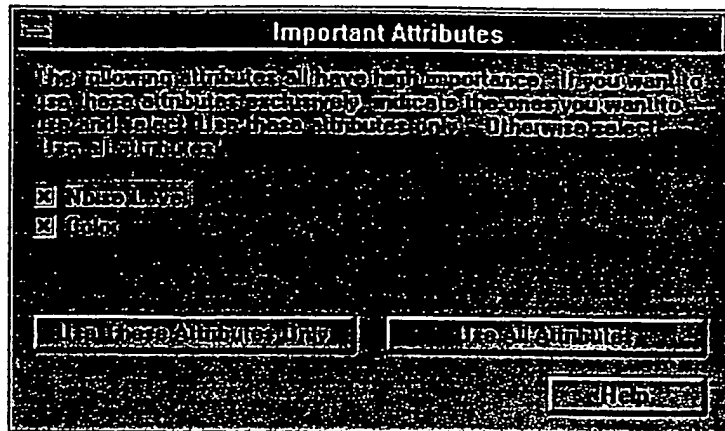 Important Attributes
The following attributes all have high importance. If you want to
use these attributes exclusively, indicate the ones you want to
use and select 'Use these attributes only'. Otherwise select
'Use all attributes'.
Noise Level
Color
Use These Attributes Only
Use All Attributes
Help